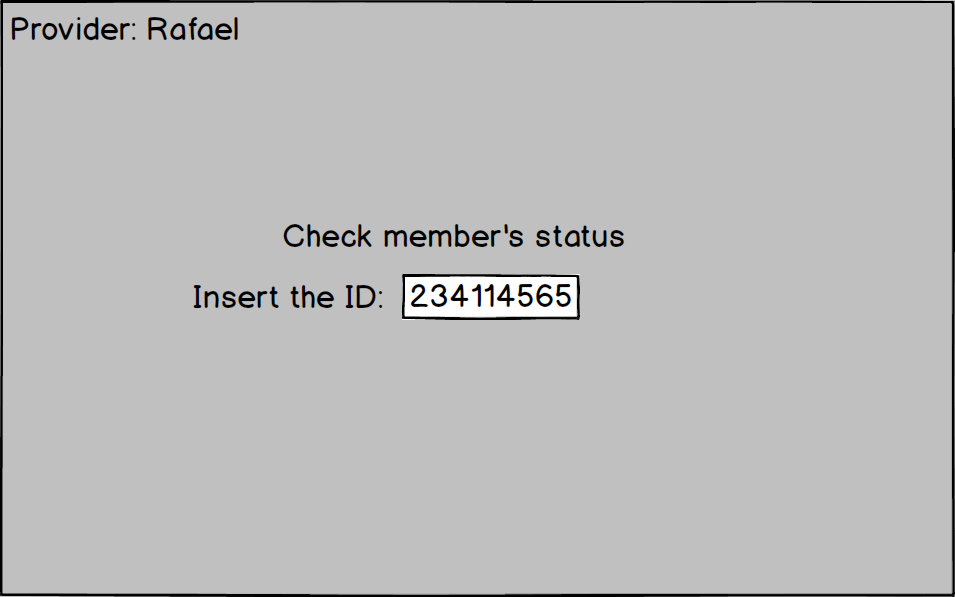 Provider: Rafael
Check member's status
Insert the ID: 234114565